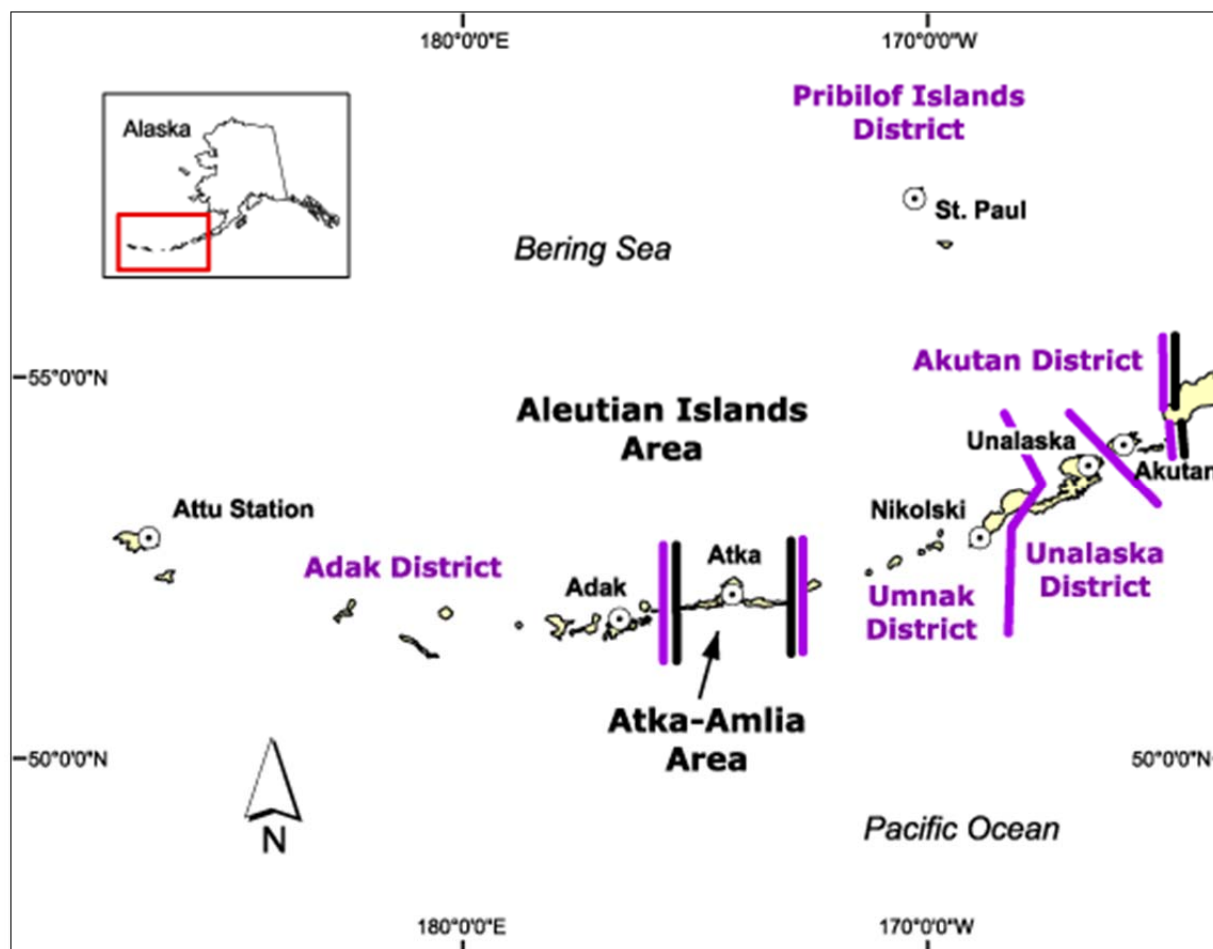 180°0'0"E
170°0'0"W
Pribilof Islands
District
Alaska
St. Paul
Bering Sea
55°0'0"N
Akutan District
Aleutian Islands
Area
Unalaska
Akutan
Attu Station
Nikolski
Adak District
Atka
Unalaska
District
Adak
Umnak
District
Atka-Amlia
Area
50°0'0"N
50°0'0"N
N
Pacific Ocean
180°0'0"E
170°0'0"W